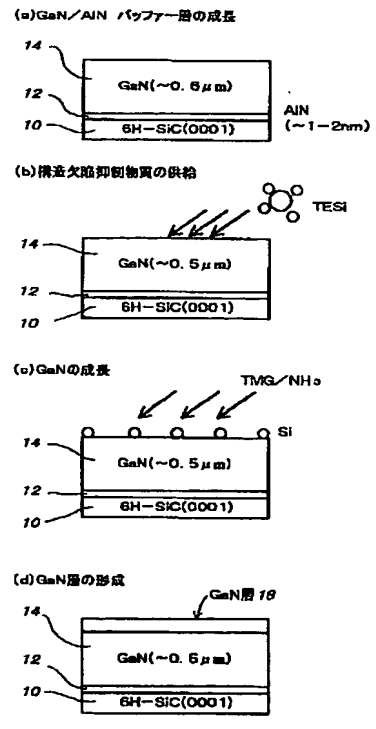 (a)GaN/AlN バッファー層の成長
14
GaN(~0.6μm)
12
10
6H-SiC(0001)
AlN
(~1-2nm)
(b)構造欠陥抑制物質の供給
TESi
14
GaN(~0.5μm)
12
10
6H-SiC(0001)
(c)GaNの成長
TMG/NH₃
Si
14
GaN(~0.5μm)
12
10
6H-SiC(0001)
(d)GaN層の形成
GaN層 18
14
GaN(~0.6μm)
12
10
6H-SiC(0001)